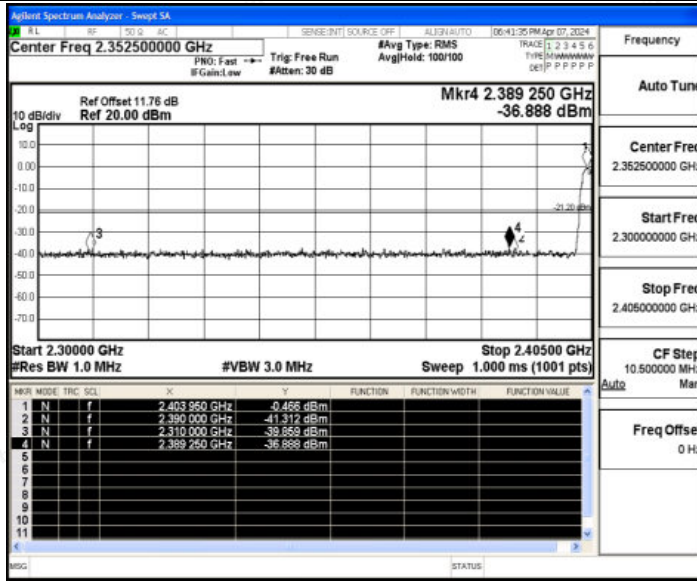 Agilent Spectrum Analyzer - Swept SA
RL RF 50 Ω AC SENSE:INT SOURCE OFF ALIGN AUTO 06:41:35 PM Apr 07, 2024
Center Freq 2.352500000 GHz
PNO: Fast
IFGain:Low
Trig: Free Run
#Atten: 30 dB
#Avg Type: RMS
Avg|Hold: 100/100
TRACE 1 2 3 4 5 6
TYPE MWWWWW
DET P P P P P P
Ref Offset 11.76 dB
10 dB/div Ref 20.00 dBm
Log
Mkr4 2.389 250 GHz
-36.888 dBm
10.0
0.00
-10.0
-20.0
-30.0
-40.0
-50.0
-60.0
-70.0
-21.20 dBm
3
4
2
Start 2.30000 GHz
#Res BW 1.0 MHz
#VBW 3.0 MHz
Stop 2.40500 GHz
Sweep 1.000 ms (1001 pts)
MKR MODE TRC SCL X Y FUNCTION FUNCTION WIDTH FUNCTION VALUE
1 N f 2.403 950 GHz -0.466 dBm
2 N f 2.390 000 GHz -41.312 dBm
3 N f 2.310 000 GHz -39.859 dBm
4 N f 2.389 250 GHz -36.888 dBm
5
6
7
8
9
10
11
MSG STATUS
Frequency
Auto Tune
Center Freq
2.352500000 GHz
Start Freq
2.300000000 GHz
Stop Freq
2.405000000 GHz
CF Step
10.500000 MHz
Auto Man
Freq Offset
0 Hz